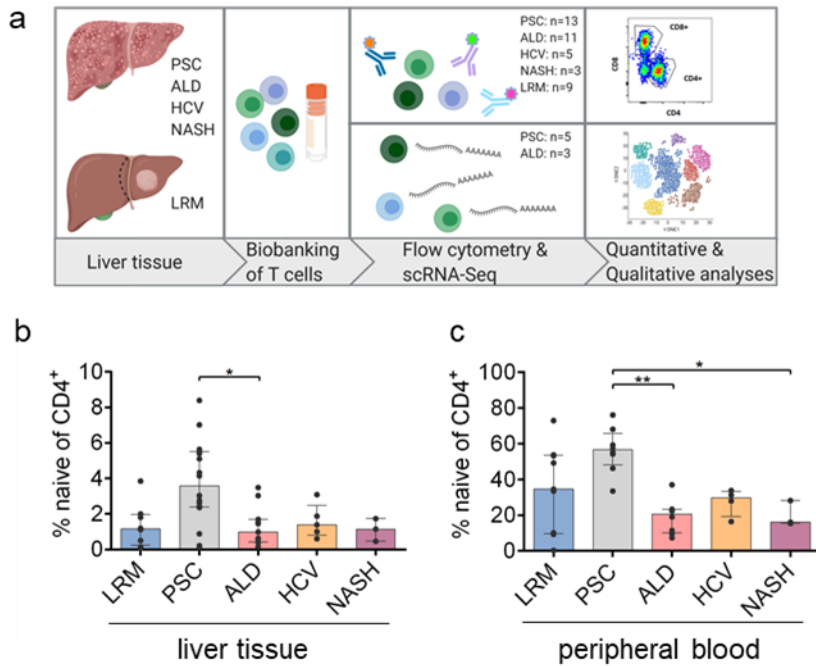 a
PSC
ALD
HCV
NASH
LRM
PSC: n=13
ALD: n=11
HCV: n=5
NASH: n=3
LRM: n=9
PSC: n=5
ALD: n=3
CD8+
CD4+
CD8
CD4
t-SNE2
t-SNE1
Liver tissue
Biobanking
of T cells
Flow cytometry &
scRNA-Seq
Quantitative &
Qualitative analyses
b
% naive of CD4⁺
10
8
6
4
2
0
*
LRM
PSC
ALD
HCV
NASH
liver tissue
c
% naive of CD4⁺
100
80
60
40
20
0
**
*
LRM
PSC
ALD
HCV
NASH
peripheral blood